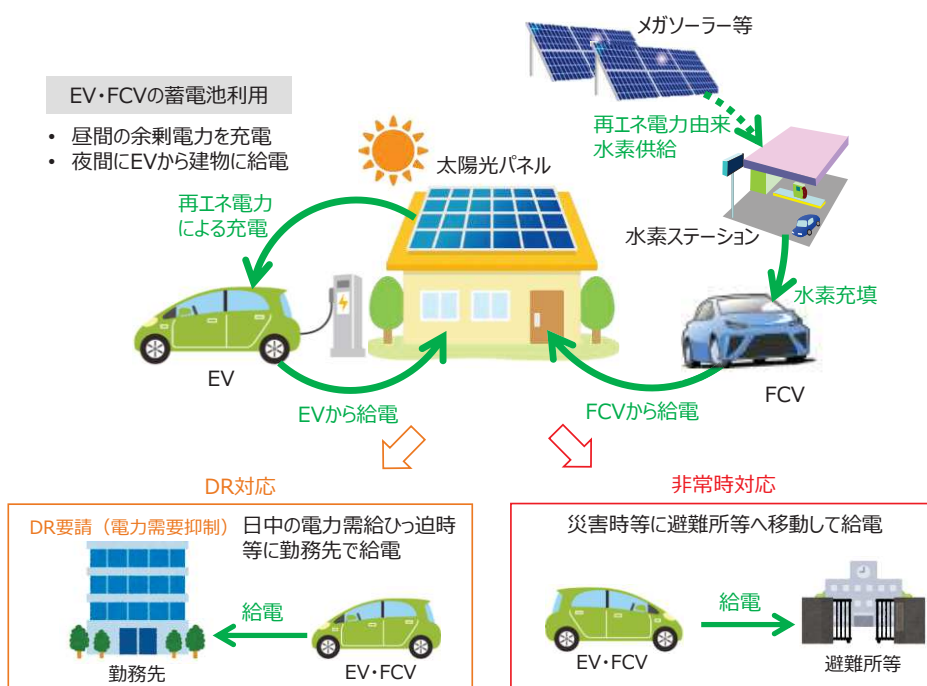 メガソーラー等
EV・FCVの蓄電池利用
• 昼間の余剰電力を充電
• 夜間にEVから建物に給電
再エネ電力由来
水素供給
太陽光パネル
再エネ電力
による充電
水素ステーション
水素充填
EV
FCV
EVから給電
FCVから給電
DR対応
DR要請（電力需要抑制）
日中の電力需給ひっ迫時
等に勤務先で給電
給電
勤務先
EV・FCV
非常時対応
災害時等に避難所等へ移動して給電
給電
EV・FCV
避難所等